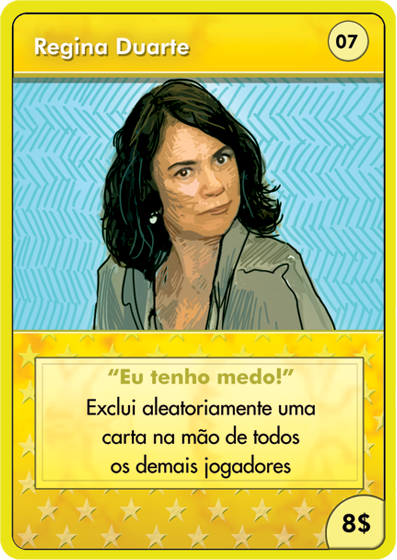 Regina Duarte
07
“Eu tenho medo!”
Exclui aleatoriamente uma
carta na mão de todos
os demais jogadores
8$